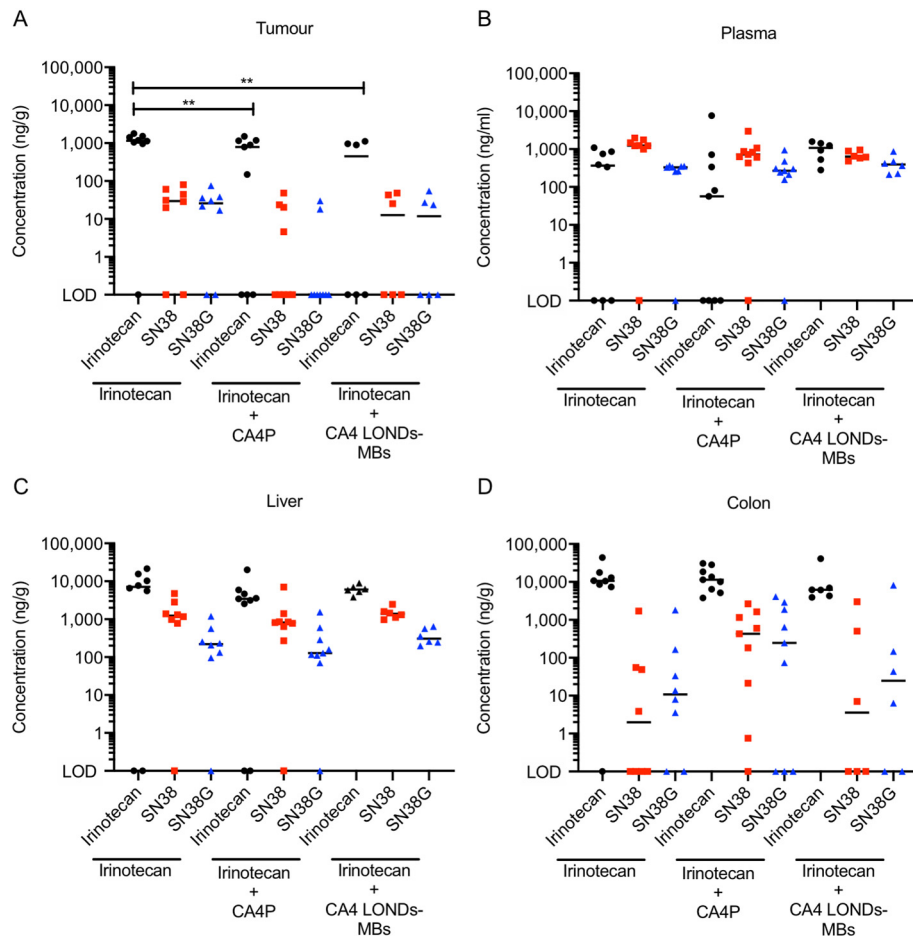 A
Tumour
Concentration (ng/g)
100,000
10,000
1,000
100
10
1
LOD
**
**
Irinotecan
SN38
SN38G
Irinotecan
SN38
SN38G
Irinotecan
SN38
SN38G
Irinotecan
Irinotecan
+
CA4P
Irinotecan
+
CA4 LONDs-
MBs
B
Plasma
Concentration (ng/ml)
100,000
10,000
1,000
100
10
1
LOD
Irinotecan
SN38
SN38G
Irinotecan
SN38
SN38G
Irinotecan
SN38
SN38G
Irinotecan
Irinotecan
+
CA4P
Irinotecan
+
CA4 LONDs-
MBs
C
Liver
Concentration (ng/g)
100,000
10,000
1,000
100
10
1
LOD
Irinotecan
SN38
SN38G
Irinotecan
SN38
SN38G
Irinotecan
SN38
SN38G
Irinotecan
Irinotecan
+
CA4P
Irinotecan
+
CA4 LONDs-
MBs
D
Colon
Concentration (ng/g)
100,000
10,000
1,000
100
10
1
LOD
Irinotecan
SN38
SN38G
Irinotecan
SN38
SN38G
Irinotecan
SN38
SN38G
Irinotecan
Irinotecan
+
CA4P
Irinotecan
+
CA4 LONDs-
MBs